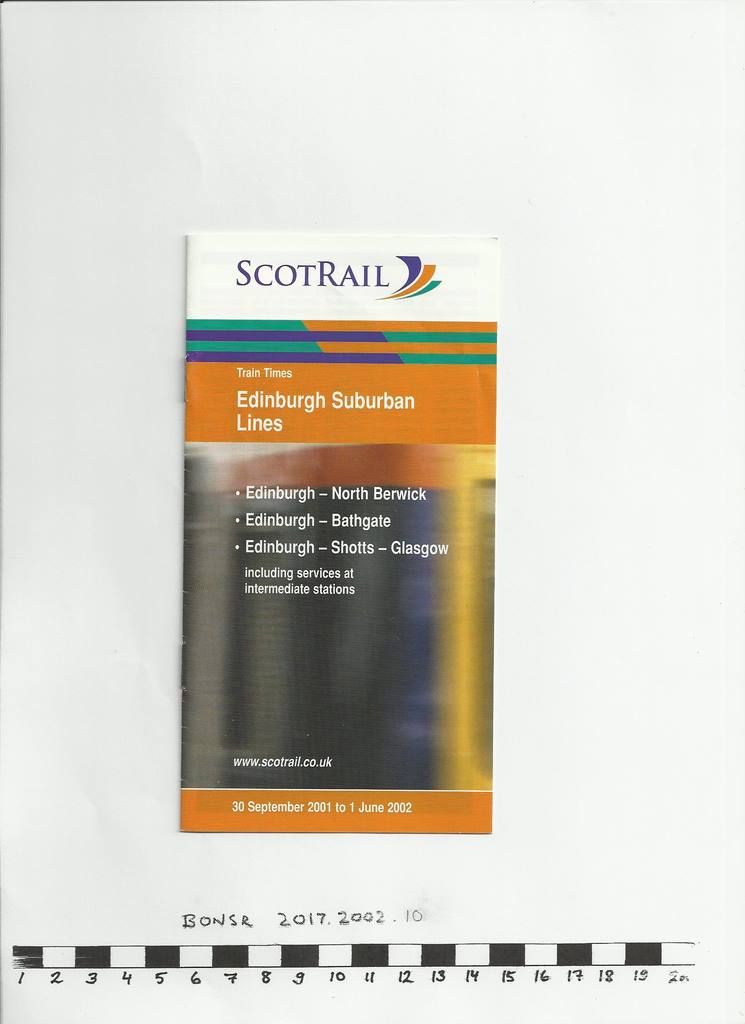 SCOTRAIL
Train Times
Edinburgh Suburban
Lines
• Edinburgh – North Berwick
• Edinburgh – Bathgate
• Edinburgh – Shotts – Glasgow
including services at
intermediate stations
www.scotrail.co.uk
30 September 2001 to 1 June 2002
BONSR 2017.2002.10
1 2 3 4 5 6 7 8 9 10 11 12 13 14 15 16 17 18 19